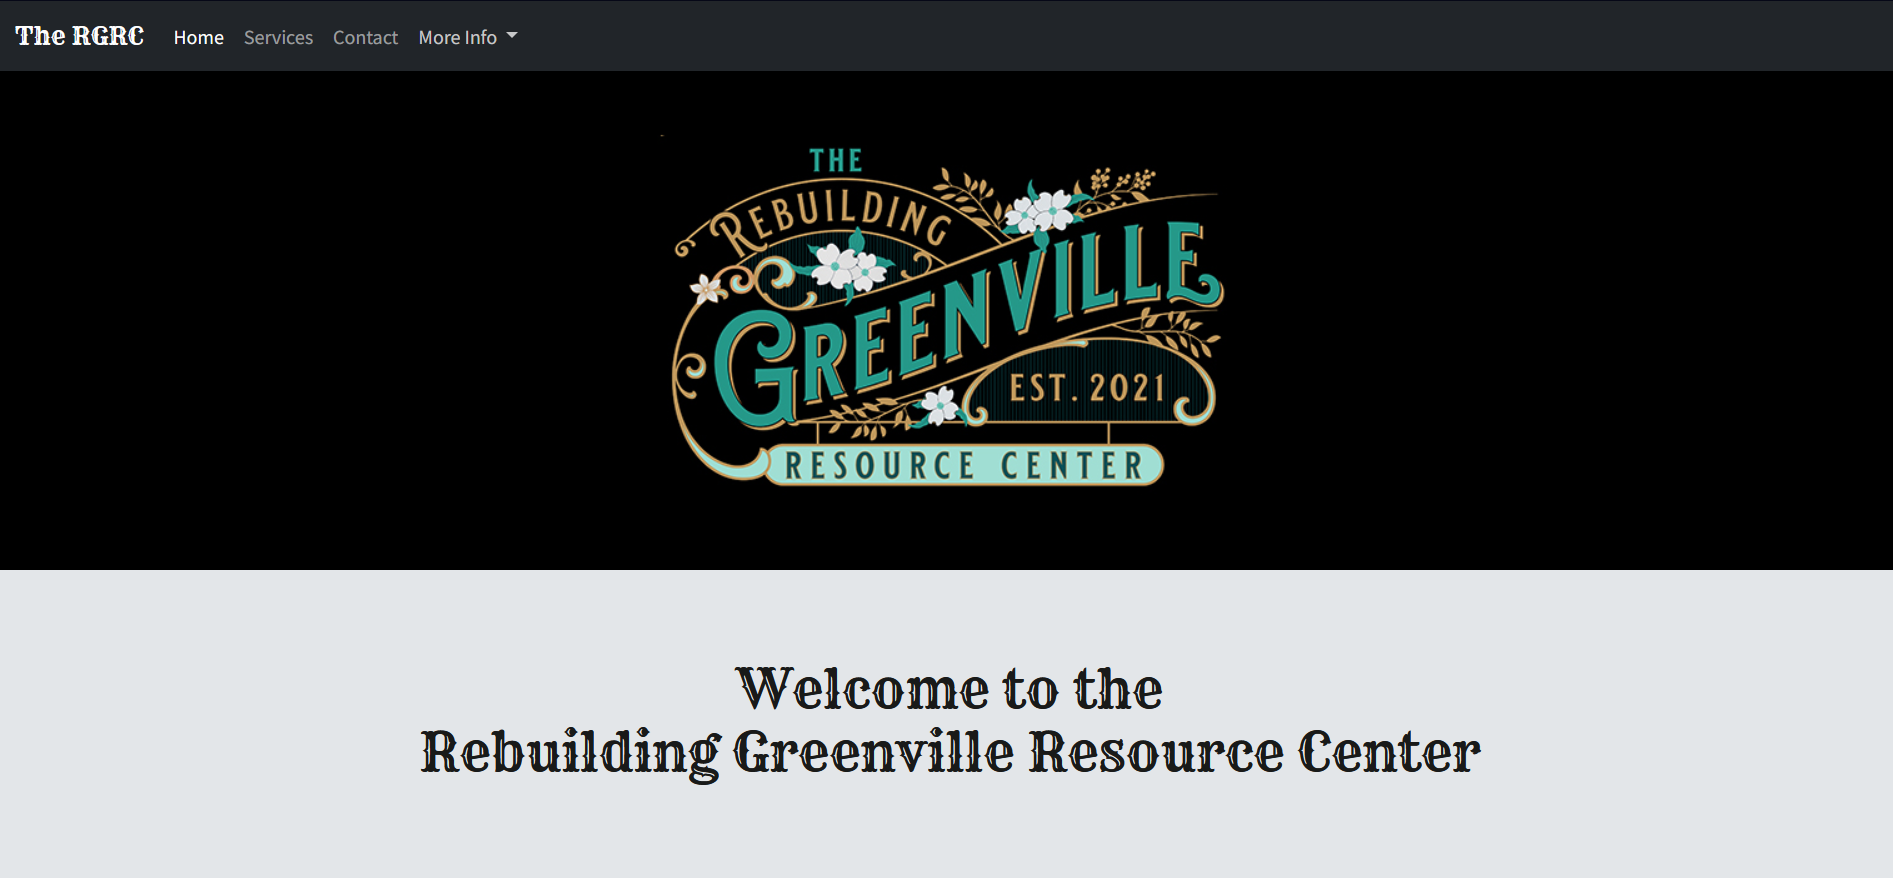 The RGRC Home Services Contact More Info
THE
REBUILDING
GREENVILLE
EST. 2021
RESOURCE CENTER
Welcome to the
Rebuilding Greenville Resource Center